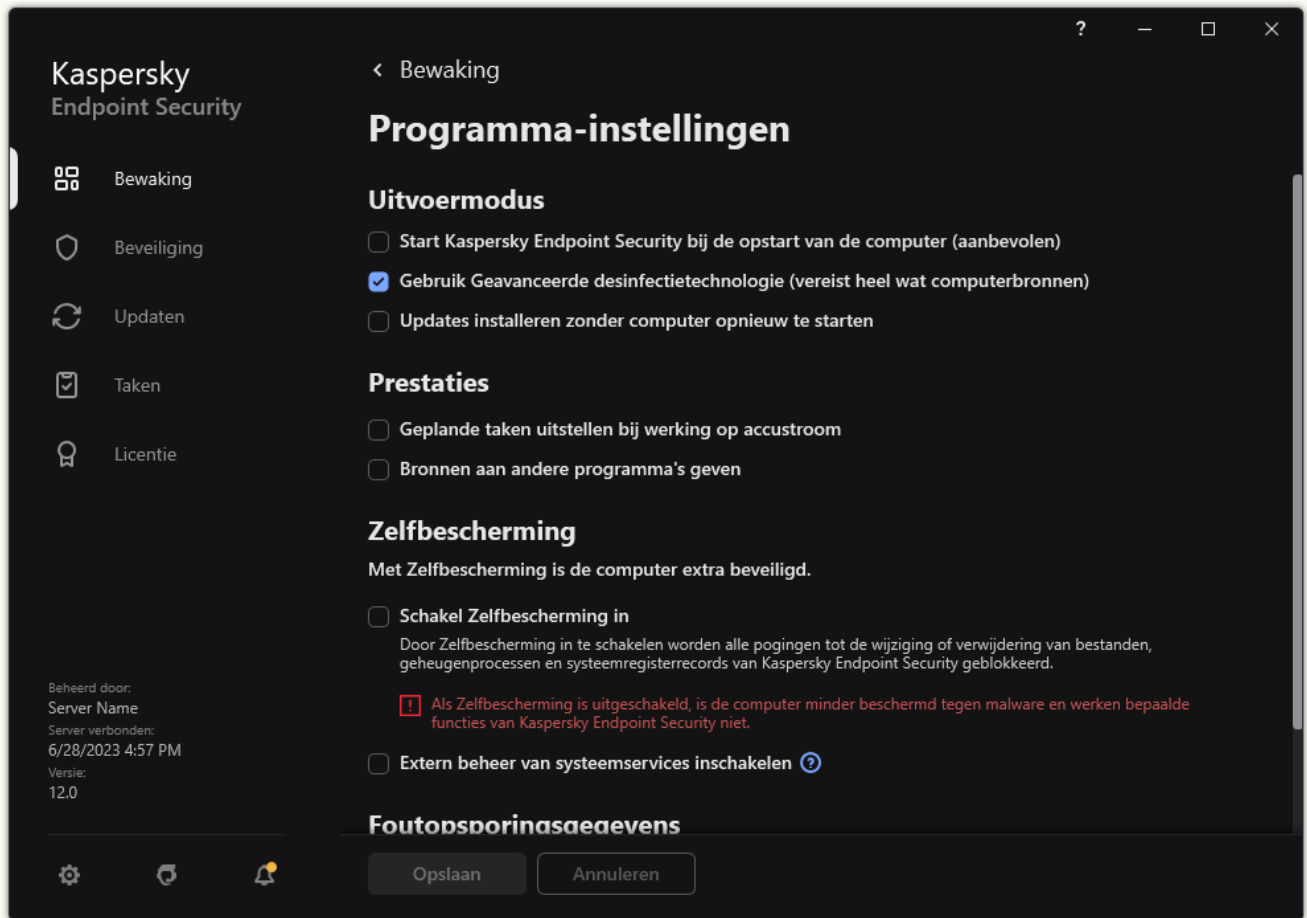 ?
Kaspersky
Endpoint Security
Bewaking
Beveiliging
Updaten
Taken
Licentie
Beheerd door:
Server Name
Server verbonden:
6/28/2023 4:57 PM
Versie:
12.0
Bewaking
Programma-instellingen
Uitvoermodus
Start Kaspersky Endpoint Security bij de opstart van de computer (aanbevolen)
Gebruik Geavanceerde desinfectietechnologie (vereist heel wat computerbronnen)
Updates installeren zonder computer opnieuw te starten
Prestaties
Geplande taken uitstellen bij werking op accustroom
Bronnen aan andere programma's geven
Zelfbescherming
Met Zelfbescherming is de computer extra beveiligd.
Schakel Zelfbescherming in
Door Zelfbescherming in te schakelen worden alle pogingen tot de wijziging of verwijdering van bestanden,
geheugenprocessen en systeemregisterrecords van Kaspersky Endpoint Security geblokkeerd.
Als Zelfbescherming is uitgeschakeld, is de computer minder beschermd tegen malware en werken bepaalde
functies van Kaspersky Endpoint Security niet.
Extern beheer van systeemservices inschakelen ?
Foutopsporingsgegevens
Opslaan
Annuleren